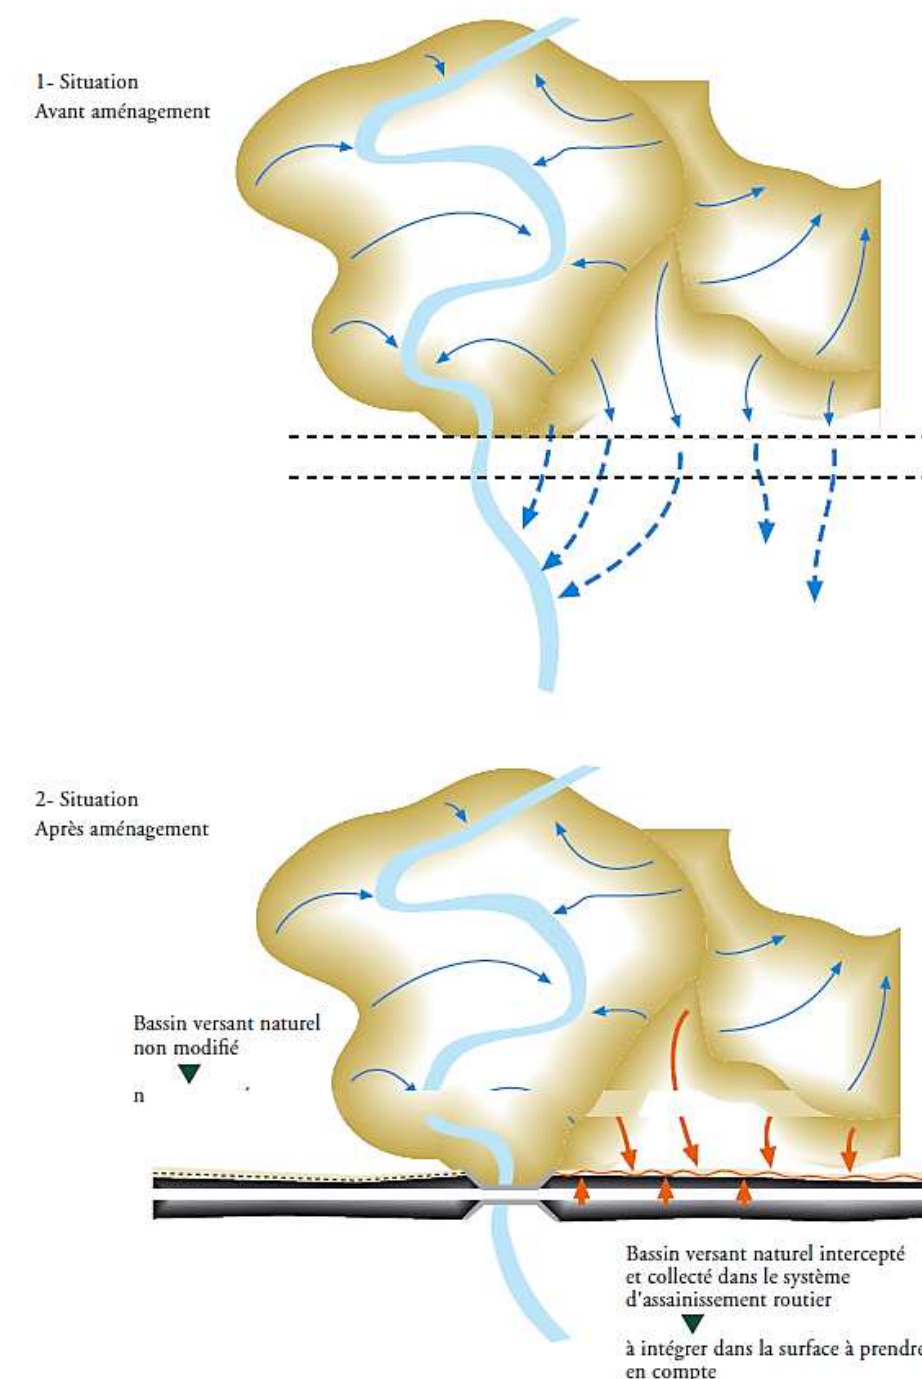 1- Situation
Avant aménagement
2- Situation
Après aménagement
Bassin versant naturel
non modifié
n
Bassin versant naturel intercepté
et collecté dans le système
d'assainissement routier
à intégrer dans la surface à prendre
en compte